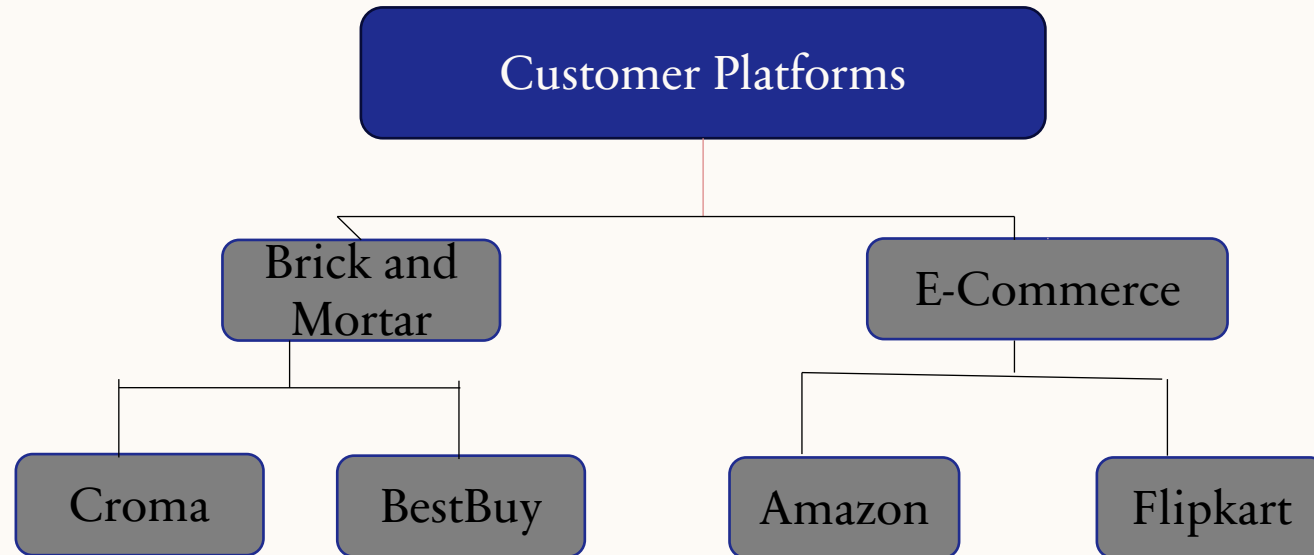 Customer Platforms
Brick and
Mortar
E-Commerce
Croma
BestBuy
Amazon
Flipkart